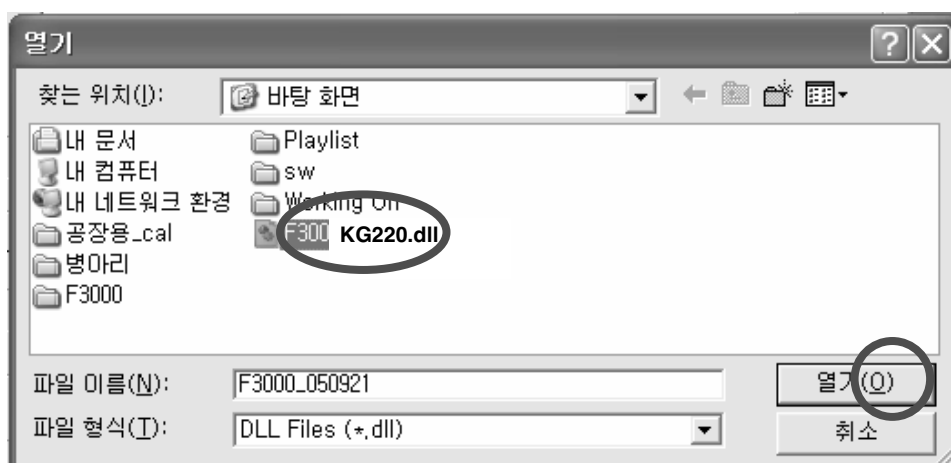 열기
찾는 위치(I): 바탕 화면
내 문서
내 컴퓨터
내 네트워크 환경
공장용_cal
병아리
F3000
Playlist
sw
Working On
F300 KG220.dll
파일 이름(N): F3000_050921
열기(O)
파일 형식(T): DLL Files (*.dll)
취소